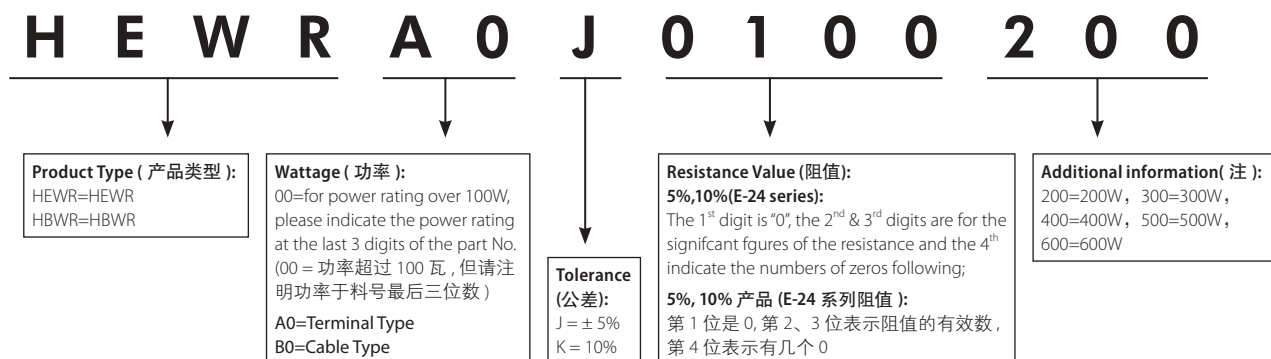 H E W R A 0 J 0 1 0 0 2 0 0
Product Type ( 产品类型 ):
HEWR=HEWR
HBWR=HBWR
Wattage ( 功率 ):
00=for power rating over 100W,
please indicate the power rating
at the last 3 digits of the part No.
(00 = 功率超过 100 瓦 , 但请注
明功率于料号最后三位数 )
A0=Terminal Type
B0=Cable Type
Tolerance
(公差):
J = ± 5%
K = 10%
Resistance Value (阻值):
5%,10%(E-24 series):
The 1st digit is "0", the 2nd & 3rd digits are for the
signifcant fgures of the resistance and the 4th
indicate the numbers of zeros following;
5%, 10% 产品 (E-24 系列阻值 ):
第 1 位是 0, 第 2、3 位表示阻值的有效数 ,
第 4 位表示有几个 0
Additional information( 注 ):
200=200W，300=300W，
400=400W，500=500W，
600=600W